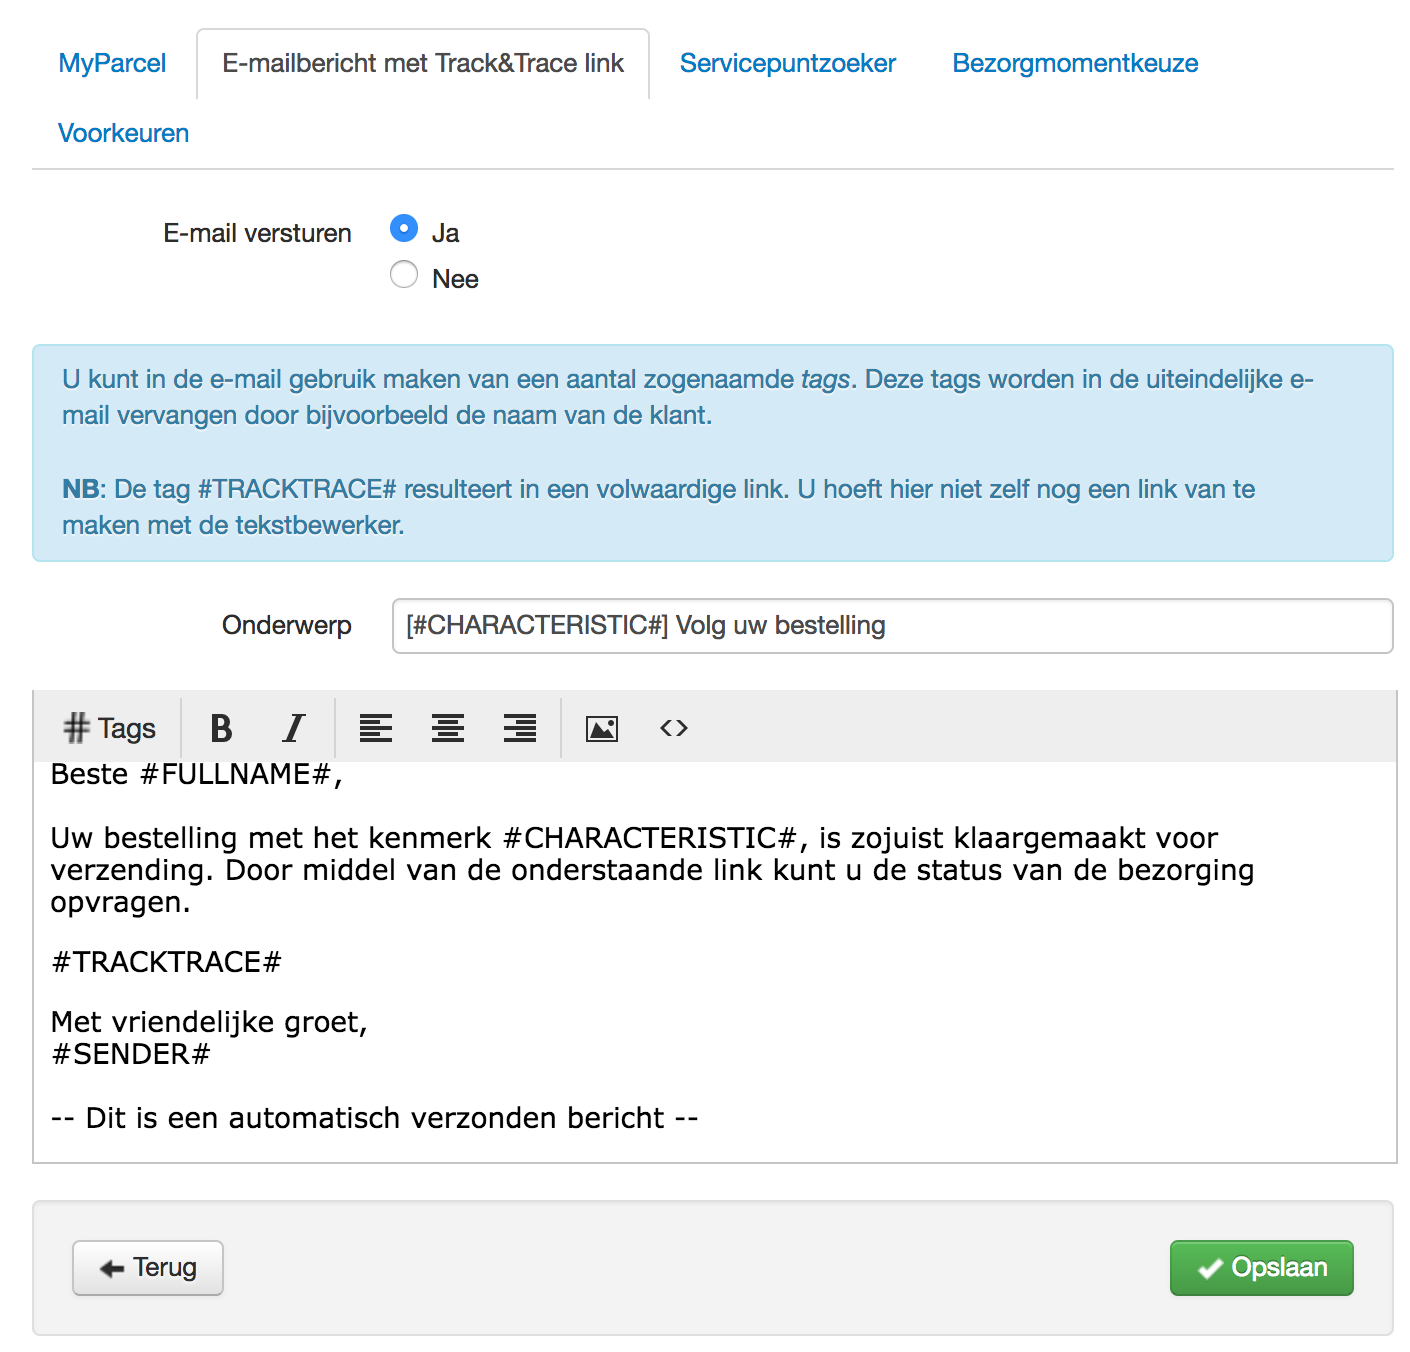 MyParcel E-mailbericht met Track&Trace link Servicepuntzoeker Bezorgmomentkeuze
Voorkeuren
E-mail versturen Ja
Nee
U kunt in de e-mail gebruik maken van een aantal zogenaamde tags. Deze tags worden in de uiteindelijke e-
mail vervangen door bijvoorbeeld de naam van de klant.
NB: De tag #TRACKTRACE# resulteert in een volwaardige link. U hoeft hier niet zelf nog een link van te
maken met de tekstbewerker.
Onderwerp [#CHARACTERISTIC#] Volg uw bestelling
# Tags B I <>
Beste #FULLNAME#,
Uw bestelling met het kenmerk #CHARACTERISTIC#, is zojuist klaargemaakt voor
verzending. Door middel van de onderstaande link kunt u de status van de bezorging
opvragen.
#TRACKTRACE#
Met vriendelijke groet,
#SENDER#
-- Dit is een automatisch verzonden bericht --
Terug Opslaan